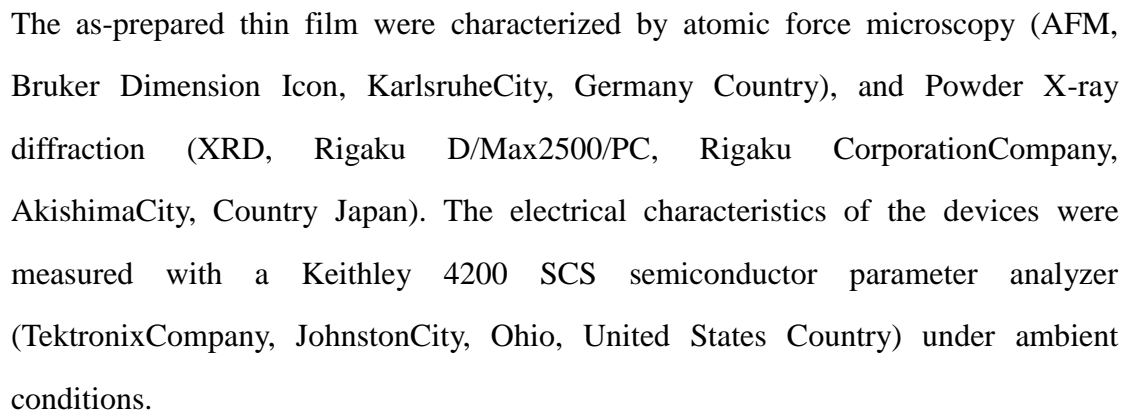 The as-prepared thin film were characterized by atomic force microscopy (AFM,
Bruker Dimension Icon, KarlsruheCity, Germany Country), and Powder X-ray
diffraction (XRD, Rigaku D/Max2500/PC, Rigaku CorporationCompany,
AkishimaCity, Country Japan). The electrical characteristics of the devices were
measured with a Keithley 4200 SCS semiconductor parameter analyzer
(TektronixCompany, JohnstonCity, Ohio, United States Country) under ambient
conditions.